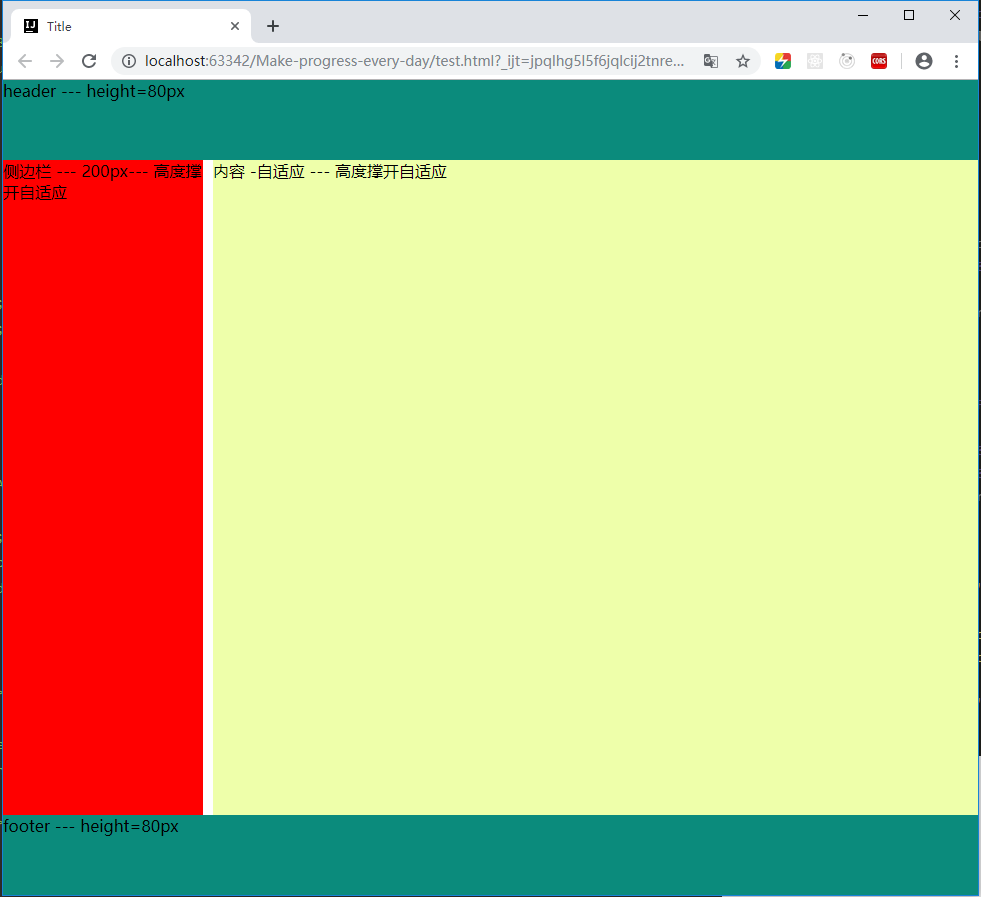 Title
localhost:63342/Make-progress-every-day/test.html?_ijt=jpqlhg5l5f6jqlcij2tnre...
CORS
header --- height=80px
侧边栏 --- 200px--- 高度撑
开自适应
内容 -自适应 --- 高度撑开自适应
footer --- height=80px